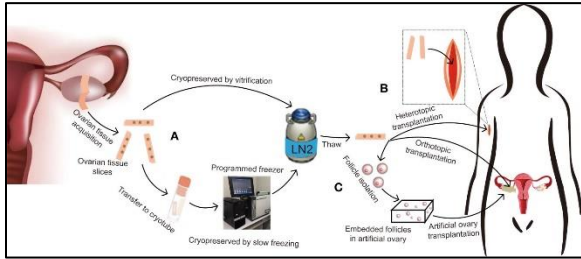 Cryopreserved by vitrification
Ovarian tissue
acquisition
A
Ovarian tissue
slices
Transfer to cryotube
Programmed freezer
Cryopreserved by slow freezing
LN2
Thaw
B
Heterotopic
transplantation
Orthotopic
transplantation
C
Follicle isolation
Embedded follicles
in artificial ovary
Artificial ovary
transplantation